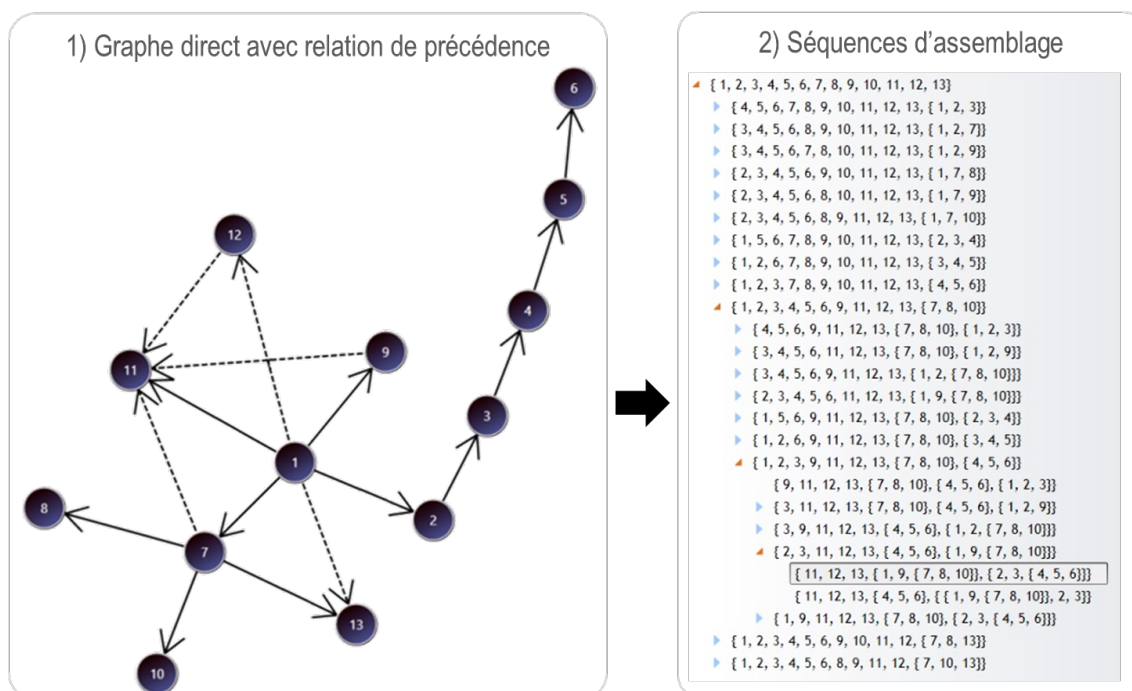 1) Graphe direct avec relation de précédence
6
5
12
4
9
11
3
1
8
2
7
13
10
2) Séquences d'assemblage
{ 1, 2, 3, 4, 5, 6, 7, 8, 9, 10, 11, 12, 13}
{ 4, 5, 6, 7, 8, 9, 10, 11, 12, 13, { 1, 2, 3}}
{ 3, 4, 5, 6, 8, 9, 10, 11, 12, 13, { 1, 2, 7}}
{ 3, 4, 5, 6, 7, 8, 10, 11, 12, 13, { 1, 2, 9}}
{ 2, 3, 4, 5, 6, 9, 10, 11, 12, 13, { 1, 7, 8}}
{ 2, 3, 4, 5, 6, 8, 10, 11, 12, 13, { 1, 7, 9}}
{ 2, 3, 4, 5, 6, 8, 9, 11, 12, 13, { 1, 7, 10}}
{ 1, 5, 6, 7, 8, 9, 10, 11, 12, 13, { 2, 3, 4}}
{ 1, 2, 6, 7, 8, 9, 10, 11, 12, 13, { 3, 4, 5}}
{ 1, 2, 3, 7, 8, 9, 10, 11, 12, 13, { 4, 5, 6}}
{ 1, 2, 3, 4, 5, 6, 9, 11, 12, 13, { 7, 8, 10}}
{ 4, 5, 6, 9, 11, 12, 13, { 7, 8, 10}, { 1, 2, 3}}
{ 3, 4, 5, 6, 11, 12, 13, { 7, 8, 10}, { 1, 2, 9}}
{ 3, 4, 5, 6, 9, 11, 12, 13, { 1, 2, { 7, 8, 10}}}
{ 2, 3, 4, 5, 6, 11, 12, 13, { 1, 9, { 7, 8, 10}}}
{ 1, 5, 6, 9, 11, 12, 13, { 7, 8, 10}, { 2, 3, 4}}
{ 1, 2, 6, 9, 11, 12, 13, { 7, 8, 10}, { 3, 4, 5}}
{ 1, 2, 3, 9, 11, 12, 13, { 7, 8, 10}, { 4, 5, 6}}
{ 9, 11, 12, 13, { 7, 8, 10}, { 4, 5, 6}, { 1, 2, 3}}
{ 3, 11, 12, 13, { 7, 8, 10}, { 4, 5, 6}, { 1, 2, 9}}
{ 3, 9, 11, 12, 13, { 4, 5, 6}, { 1, 2, { 7, 8, 10}}}
{ 2, 3, 11, 12, 13, { 4, 5, 6}, { 1, 9, { 7, 8, 10}}}
{ 11, 12, 13, { 1, 9, { 7, 8, 10}}, { 2, 3, { 4, 5, 6}}}
{ 11, 12, 13, { 4, 5, 6}, { { 1, 9, { 7, 8, 10}}, 2, 3}}
{ 1, 9, 11, 12, 13, { 7, 8, 10}, { 2, 3, { 4, 5, 6}}}
{ 1, 2, 3, 4, 5, 6, 9, 10, 11, 12, { 7, 8, 13}}
{ 1, 2, 3, 4, 5, 6, 8, 9, 11, 12, { 7, 10, 13}}